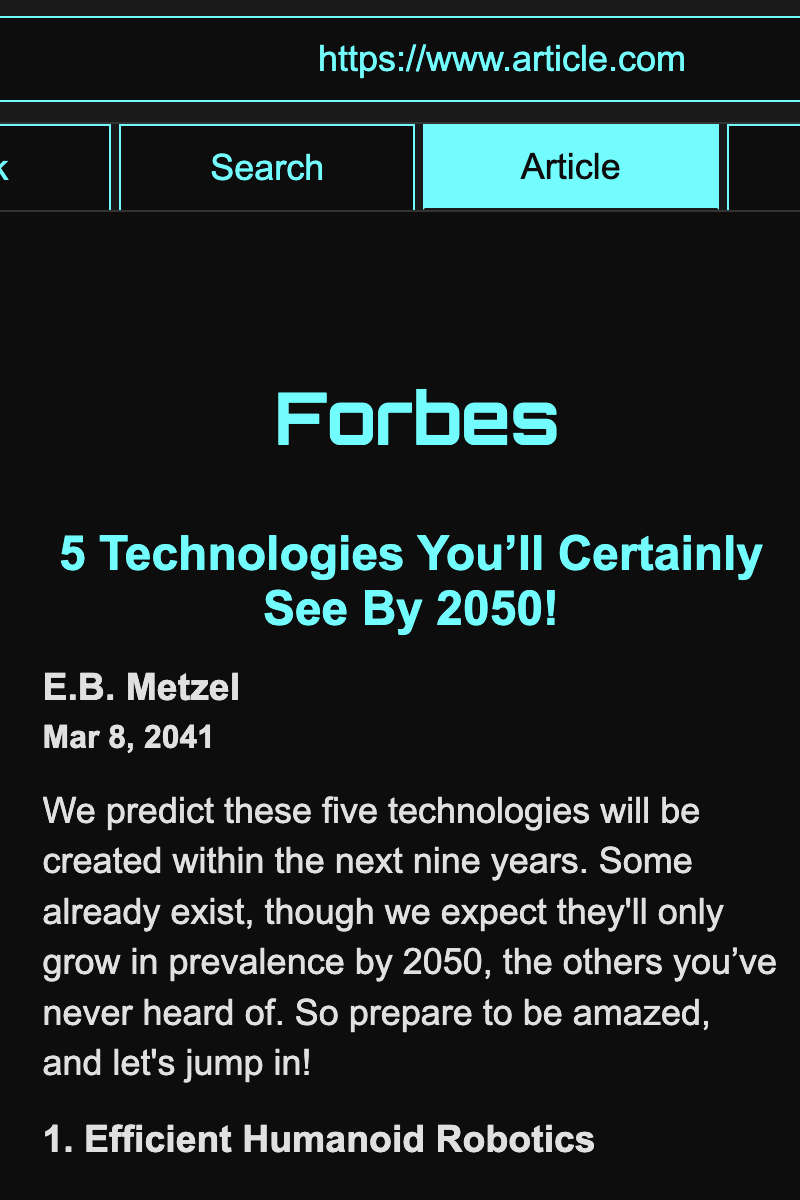 https://www.article.com
k
Search
Article
Forbes
5 Technologies You’ll Certainly
See By 2050!
E.B. Metzel
Mar 8, 2041
We predict these five technologies will be
created within the next nine years. Some
already exist, though we expect they'll only
grow in prevalence by 2050, the others you’ve
never heard of. So prepare to be amazed,
and let's jump in!
1. Efficient Humanoid Robotics